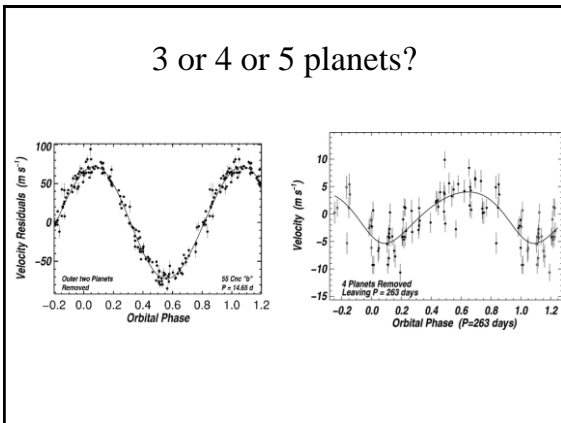 3 or 4 or 5 planets?
100
50
0
−50
Velocity Residuals (m s⁻¹)
Outer two Planets
Removed
55 Cnc "b"
P = 14.65 d
−0.2 0.0 0.2 0.4 0.6 0.8 1.0 1.2
Orbital Phase
10
5
0
−5
−10
−15
Velocity (m s⁻¹)
4 Planets Removed
Leaving P = 263 days
−0.2 0.0 0.2 0.4 0.6 0.8 1.0 1.2
Orbital Phase (P=263 days)